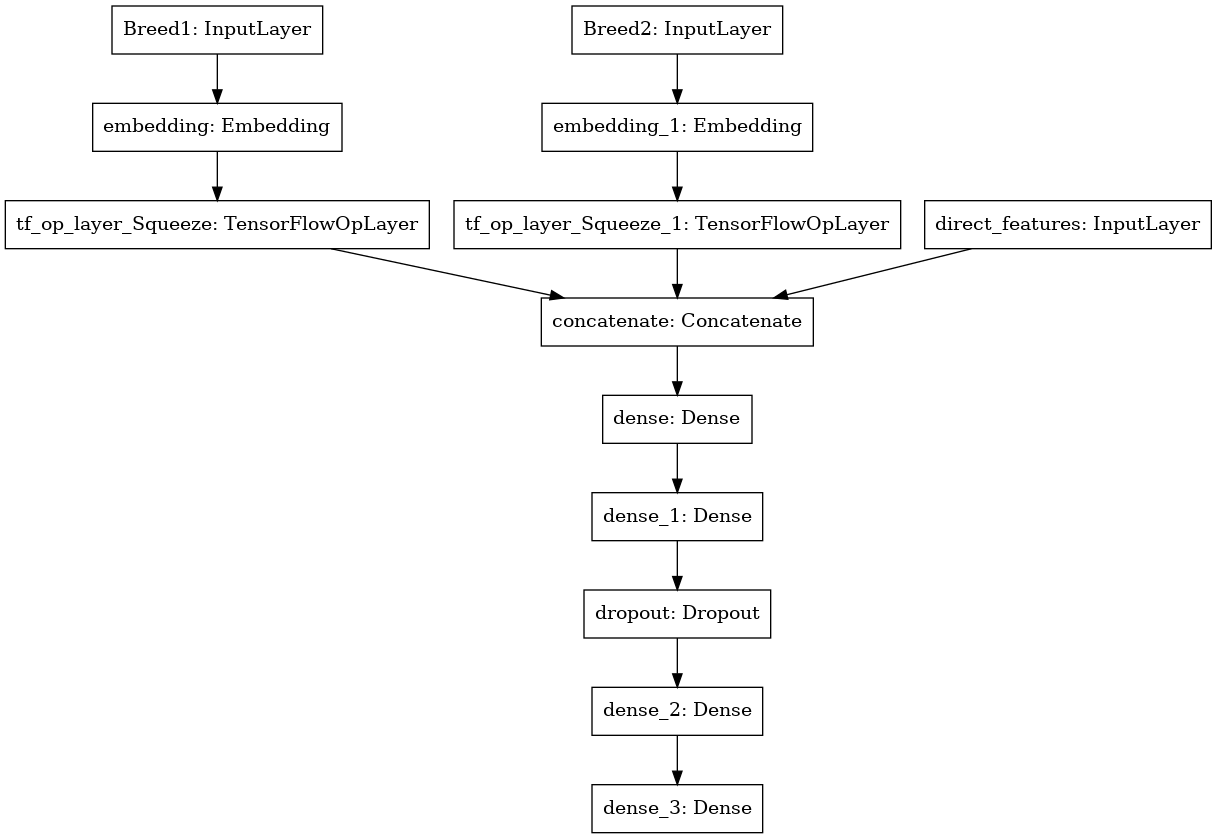 Breed1: InputLayer
Breed2: InputLayer
embedding: Embedding
embedding_1: Embedding
tf_op_layer_Squeeze: TensorFlowOpLayer
tf_op_layer_Squeeze_1: TensorFlowOpLayer
direct_features: InputLayer
concatenate: Concatenate
dense: Dense
dense_1: Dense
dropout: Dropout
dense_2: Dense
dense_3: Dense